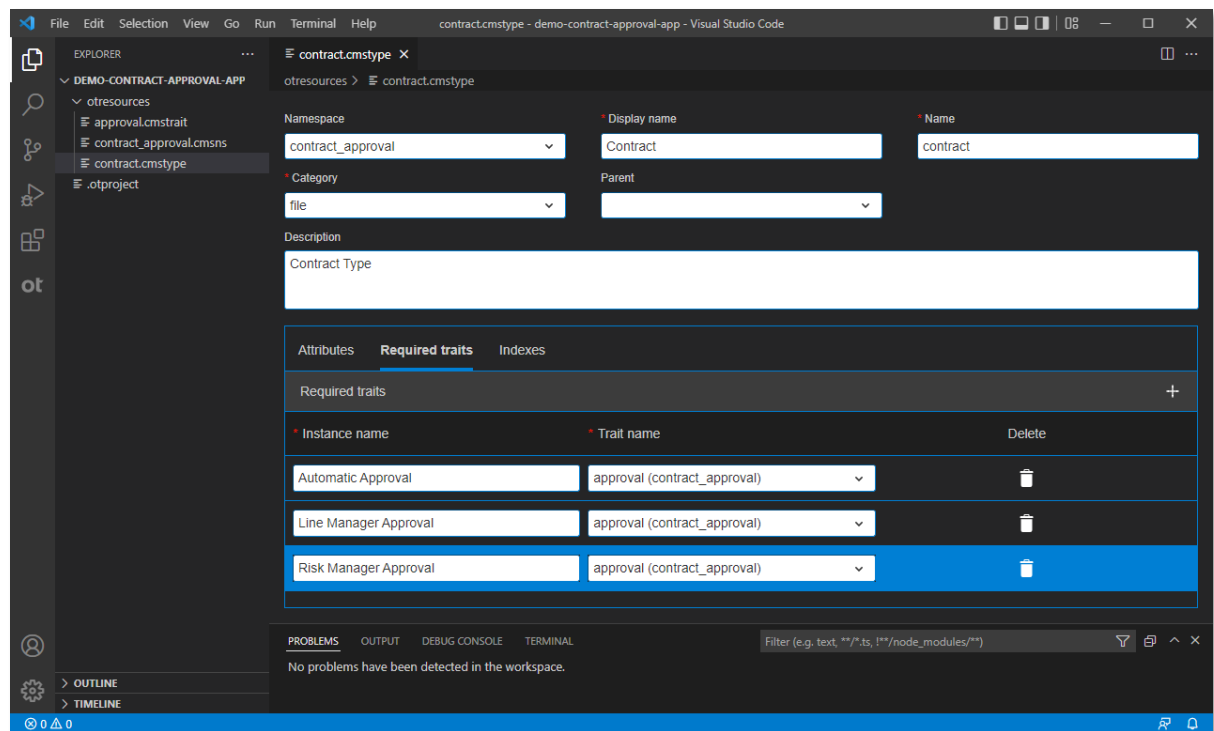 File Edit Selection View Go Run Terminal Help contract.cmstype - demo-contract-approval-app - Visual Studio Code
EXPLORER ... contract.cmstype
DEMO-CONTRACT-APPROVAL-APP
otresources > contract.cmstype
otresources
approval.cmstrait
contract_approval.cmsns
contract.cmstype
.otproject
ot
Namespace * Display name * Name
contract_approval Contract contract
* Category Parent
file
Description
Contract Type
Attributes Required traits Indexes
Required traits +
* Instance name * Trait name Delete
Automatic Approval approval (contract_approval)
Line Manager Approval approval (contract_approval)
Risk Manager Approval approval (contract_approval)
PROBLEMS OUTPUT DEBUG CONSOLE TERMINAL Filter (e.g. text, **/*.ts, !**/node_modules/**)
No problems have been detected in the workspace.
> OUTLINE
> TIMELINE
0 0